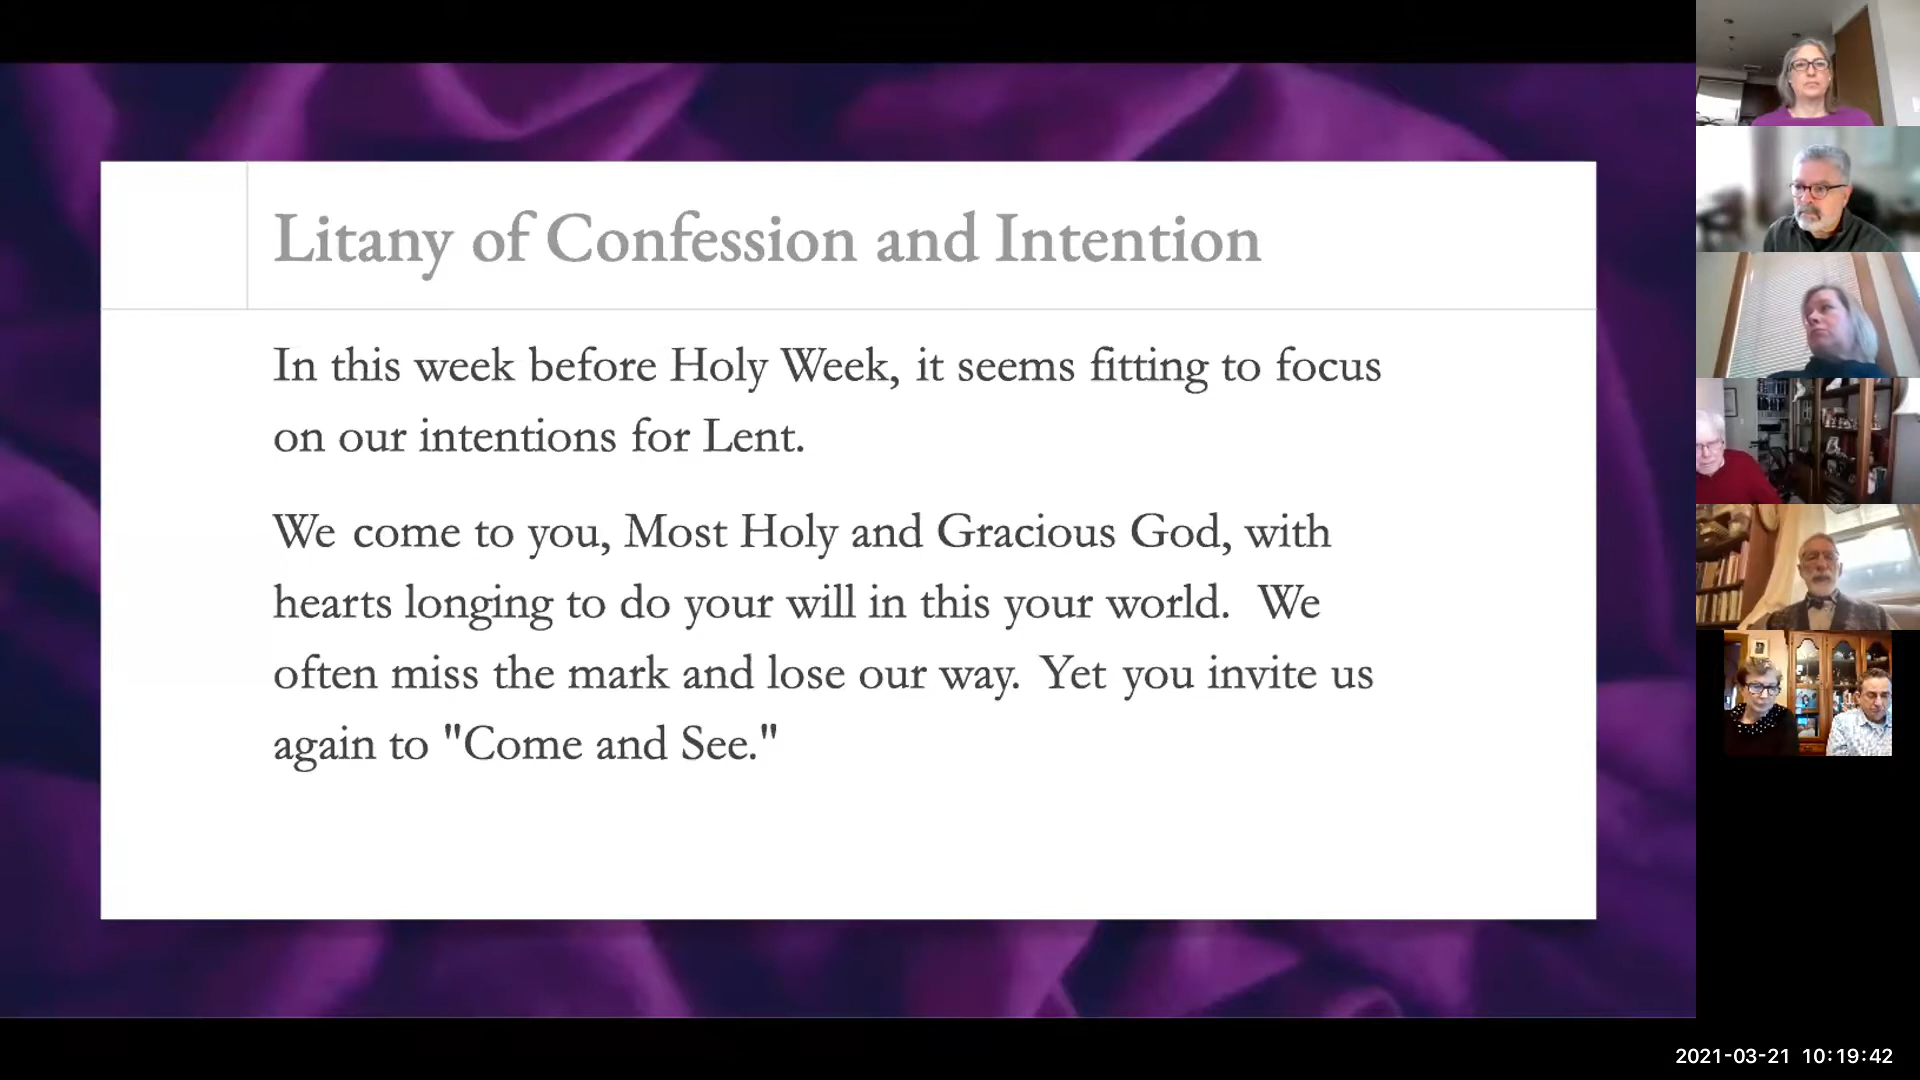 Litany of Confession and Intention
In this week before Holy Week, it seems fitting to focus
on our intentions for Lent.
We come to you, Most Holy and Gracious God, with
hearts longing to do your will in this your world. We
often miss the mark and lose our way. Yet you invite us
again to "Come and See."
2021-03-21 10:19:42